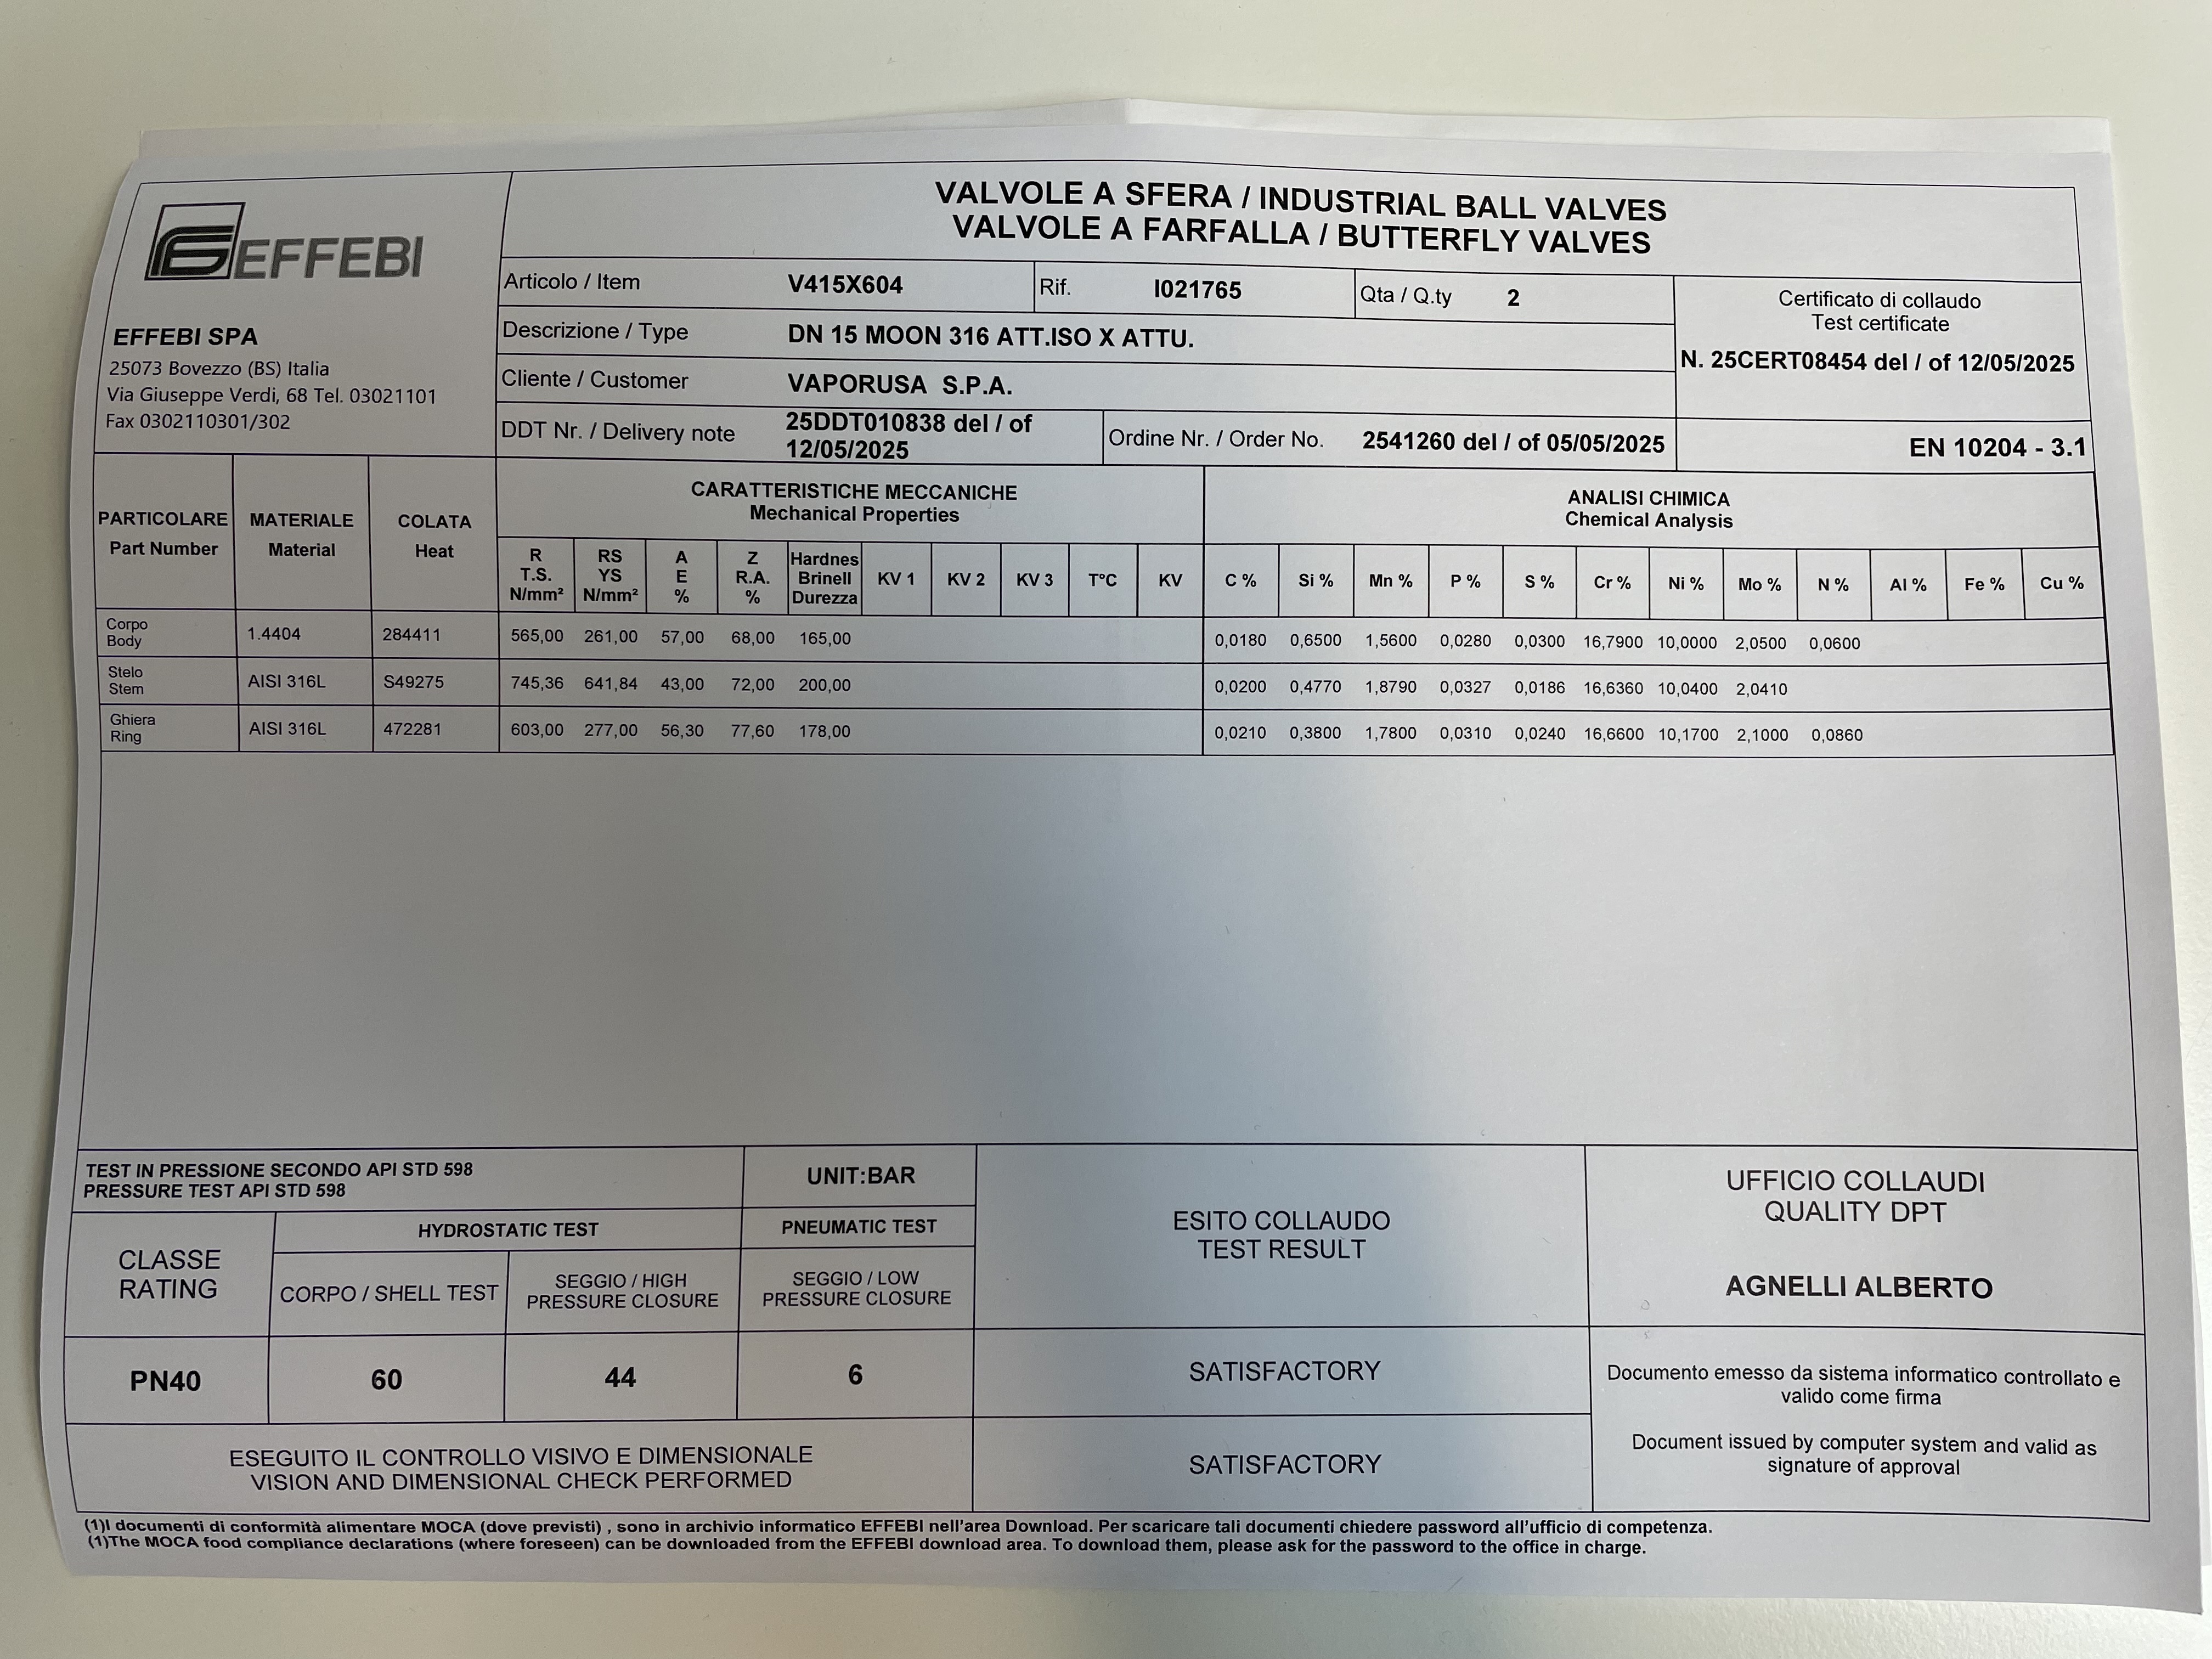 EFFEBI
EFFEBI SPA
25073 Bovezzo (BS) Italia
Via Giuseppe Verdi, 68 Tel. 03021101
Fax 0302110301/302
VALVOLE A SFERA / INDUSTRIAL BALL VALVES
VALVOLE A FARFALLA / BUTTERFLY VALVES
Articolo / Item V415X604 Rif. I021765 Qta / Q.ty 2
Descrizione / Type DN 15 MOON 316 ATT.ISO X ATTU.
Cliente / Customer VAPORUSA S.P.A.
DDT Nr. / Delivery note 25DDT010838 del / of
12/05/2025
Ordine Nr. / Order No. 2541260 del / of 05/05/2025
Certificato di collaudo
Test certificate
N. 25CERT08454 del / of 12/05/2025
EN 10204 - 3.1
PARTICOLARE
Part Number
MATERIALE
Material
COLATA
Heat
CARATTERISTICHE MECCANICHE
Mechanical Properties
R
T.S.
N/mm²
RS
YS
N/mm²
A
E
%
Z
R.A.
%
Hardnes
Brinell
Durezza
KV 1
KV 2
KV 3
T°C
KV
ANALISI CHIMICA
Chemical Analysis
C % Si % Mn % P % S % Cr % Ni % Mo % N % Al % Fe % Cu %
Corpo
Body
1.4404 284411 565,00 261,00 57,00 68,00 165,00 0,0180 0,6500 1,5600 0,0280 0,0300 16,7900 10,0000 2,0500 0,0600
Stelo
Stem
AISI 316L S49275 745,36 641,84 43,00 72,00 200,00 0,0200 0,4770 1,8790 0,0327 0,0186 16,6360 10,0400 2,0410
Ghiera
Ring
AISI 316L 472281 603,00 277,00 56,30 77,60 178,00 0,0210 0,3800 1,7800 0,0310 0,0240 16,6600 10,1700 2,1000 0,0860
TEST IN PRESSIONE SECONDO API STD 598
PRESSURE TEST API STD 598
UNIT:BAR
CLASSE
RATING
HYDROSTATIC TEST
PNEUMATIC TEST
CORPO / SHELL TEST
SEGGIO / HIGH
PRESSURE CLOSURE
SEGGIO / LOW
PRESSURE CLOSURE
PN40 60 44 6
ESEGUITO IL CONTROLLO VISIVO E DIMENSIONALE
VISION AND DIMENSIONAL CHECK PERFORMED
ESITO COLLAUDO
TEST RESULT
SATISFACTORY
SATISFACTORY
UFFICIO COLLAUDI
QUALITY DPT
AGNELLI ALBERTO
Documento emesso da sistema informatico controllato e
valido come firma
Document issued by computer system and valid as
signature of approval
(1)I documenti di conformità alimentare MOCA (dove previsti) , sono in archivio informatico EFFEBI nell'area Download. Per scaricare tali documenti chiedere password all'ufficio di competenza.
(1)The MOCA food compliance declarations (where foreseen) can be downloaded from the EFFEBI download area. To download them, please ask for the password to the office in charge.